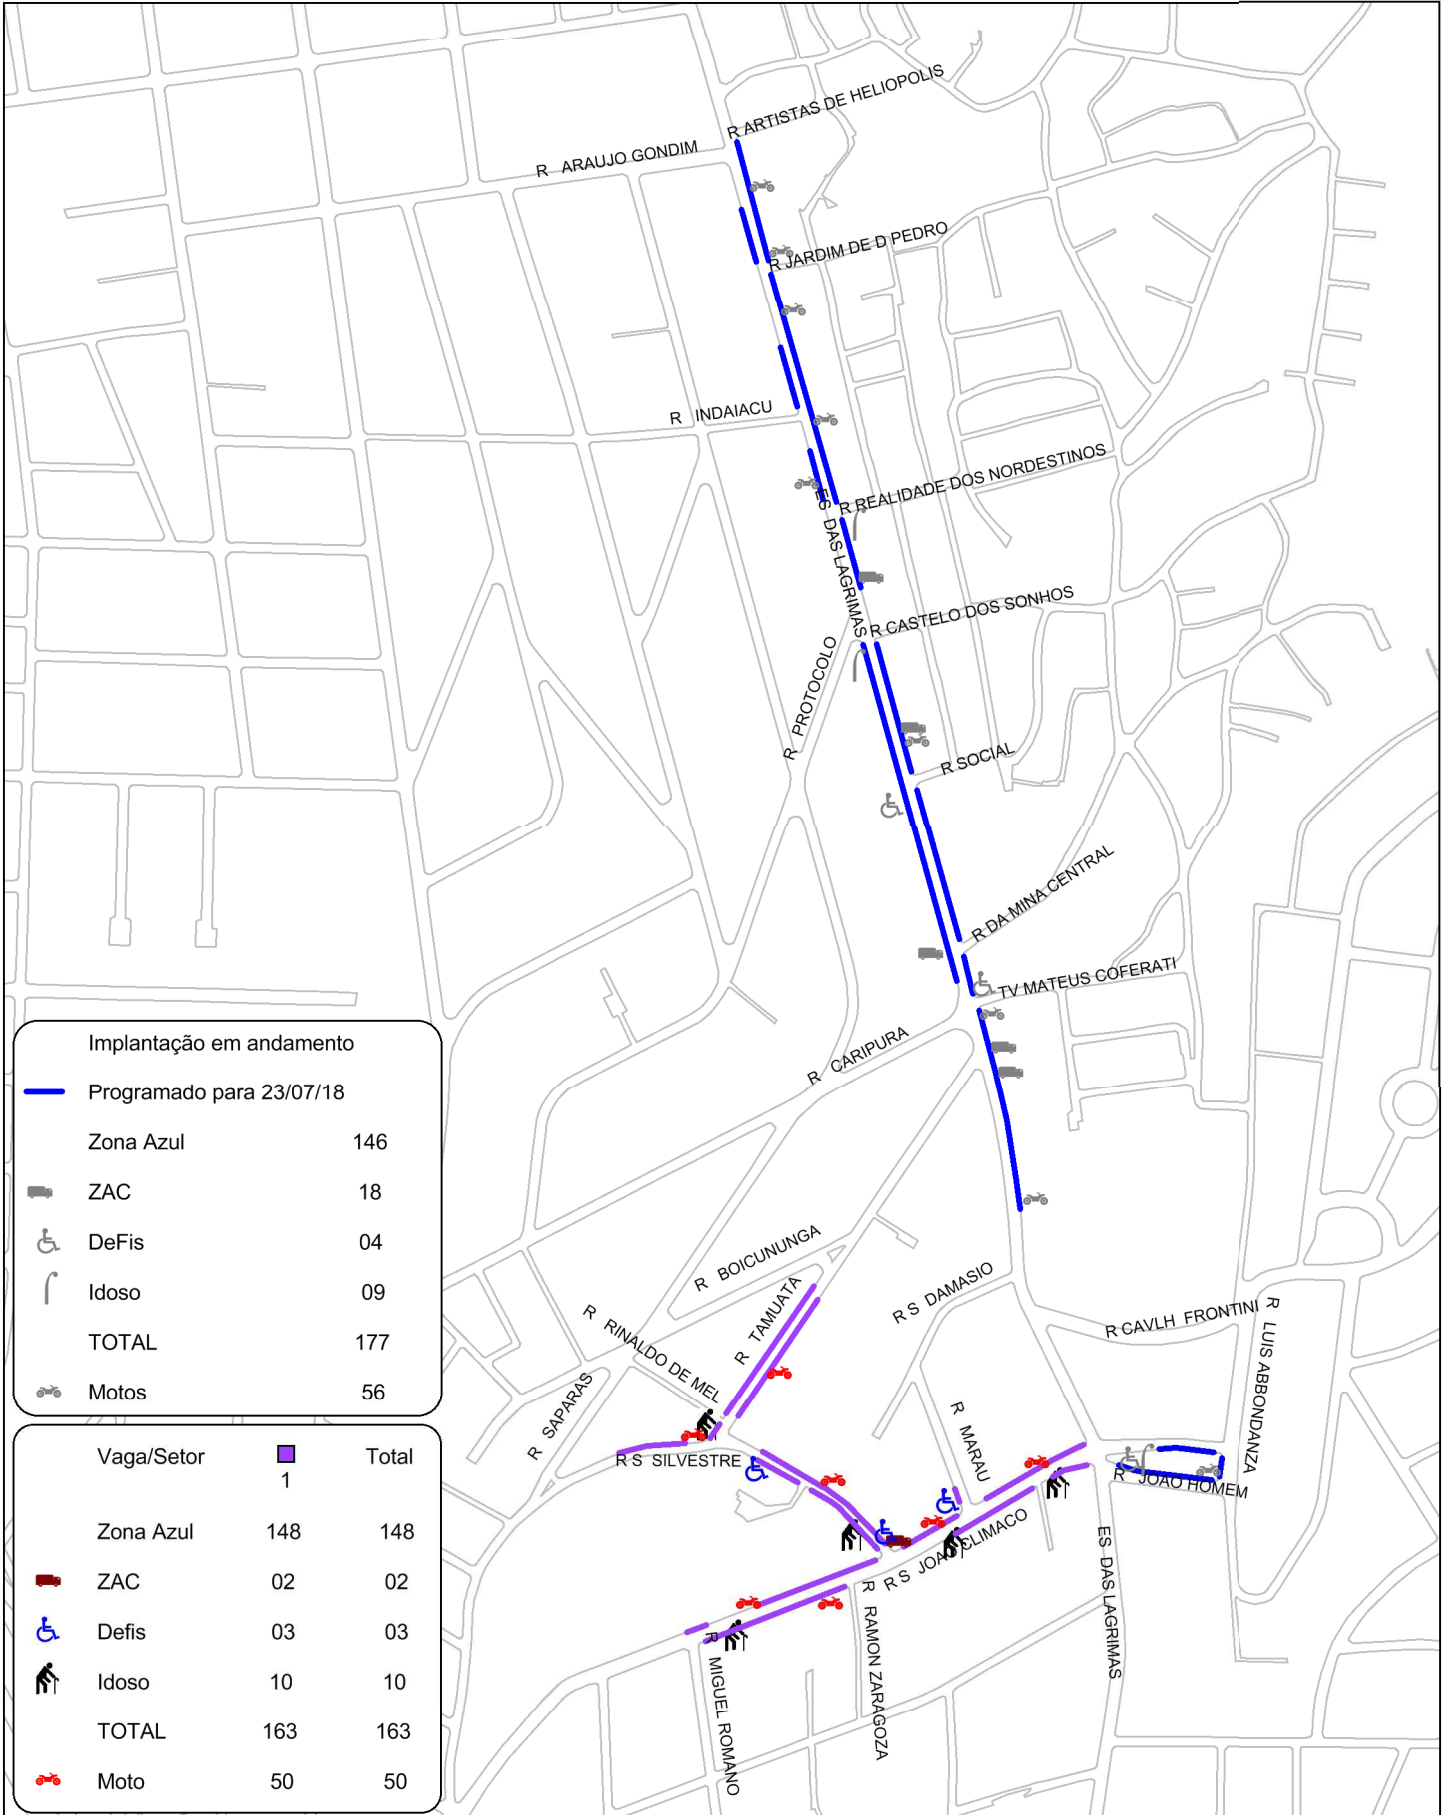 R ARTISTAS DE HELIOPOLIS
R ARAUJO GONDIM
R JARDIM DE D PEDRO
R INDAIACU
R REALIDADE DOS NORDESTINOS
ES DAS LAGRIMAS
R CASTELO DOS SONHOS
R PROTOCOLO
R SOCIAL
R DA MINA CENTRAL
TV MATEUS COFERATI
R CARIPURA
R BOICUNUNGA
R TAMUATA
R RINALDO DE MEL
R SAPARAS
R S SILVESTRE
R S DAMASIO
R CAVLH FRONTINI
R LUIS ABBONDANZA
R MARAU
R JOAO HOMEM
R S JOAO CLIMACO
ES DAS LAGRIMAS
R RAMON ZARAGOZA
R MIGUEL ROMANO
Implantação em andamento
Programado para 23/07/18
Zona Azul 146
ZAC 18
DeFis 04
Idoso 09
TOTAL 177
Motos 56
Vaga/Setor 1 Total
Zona Azul 148 148
ZAC 02 02
Defis 03 03
Idoso 10 10
TOTAL 163 163
Moto 50 50